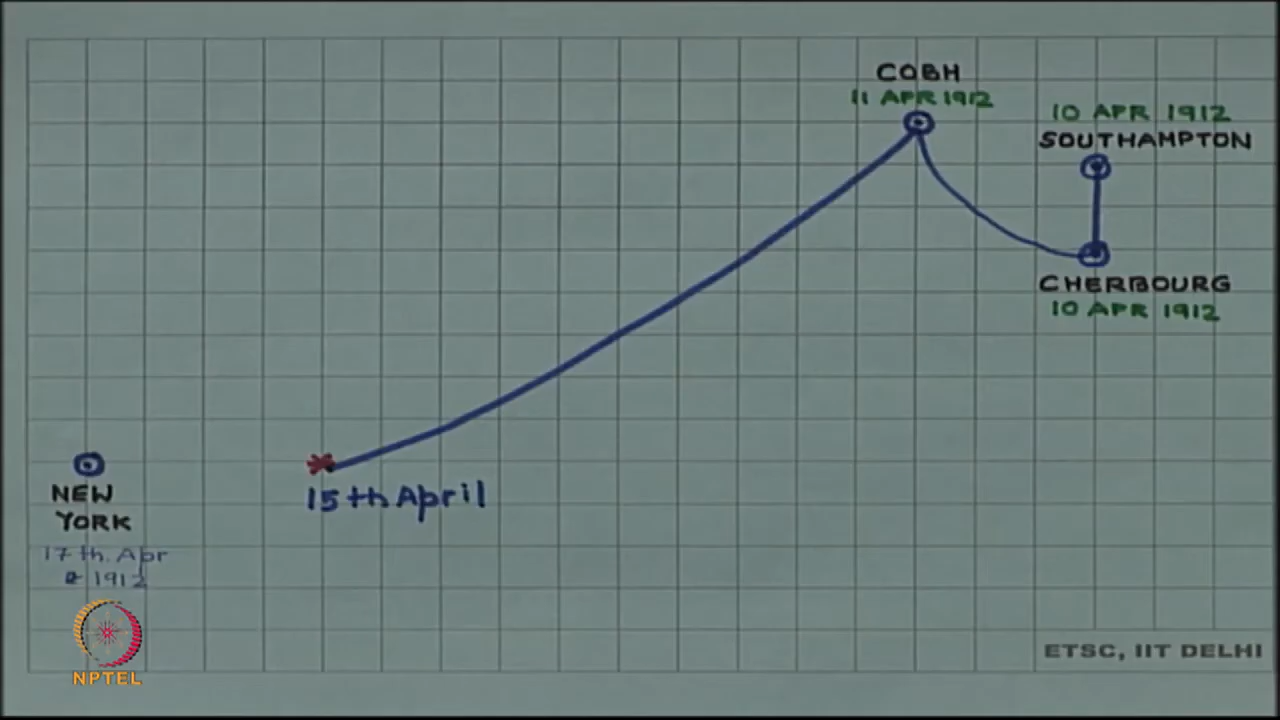 COBH
11 APR 1912
10 APR 1912
SOUTHAMPTON
CHERBOURG
10 APR 1912
15th April
NEW
YORK
17th. Apr
1912
NPTEL
ETSC, IIT DELHI